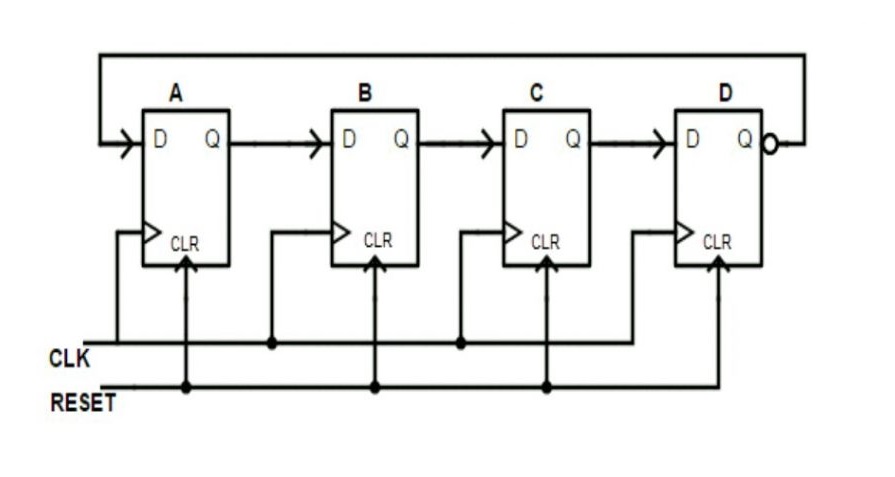 A B C D
D Q D Q D Q D Q
CLR CLR CLR CLR
CLK
RESET